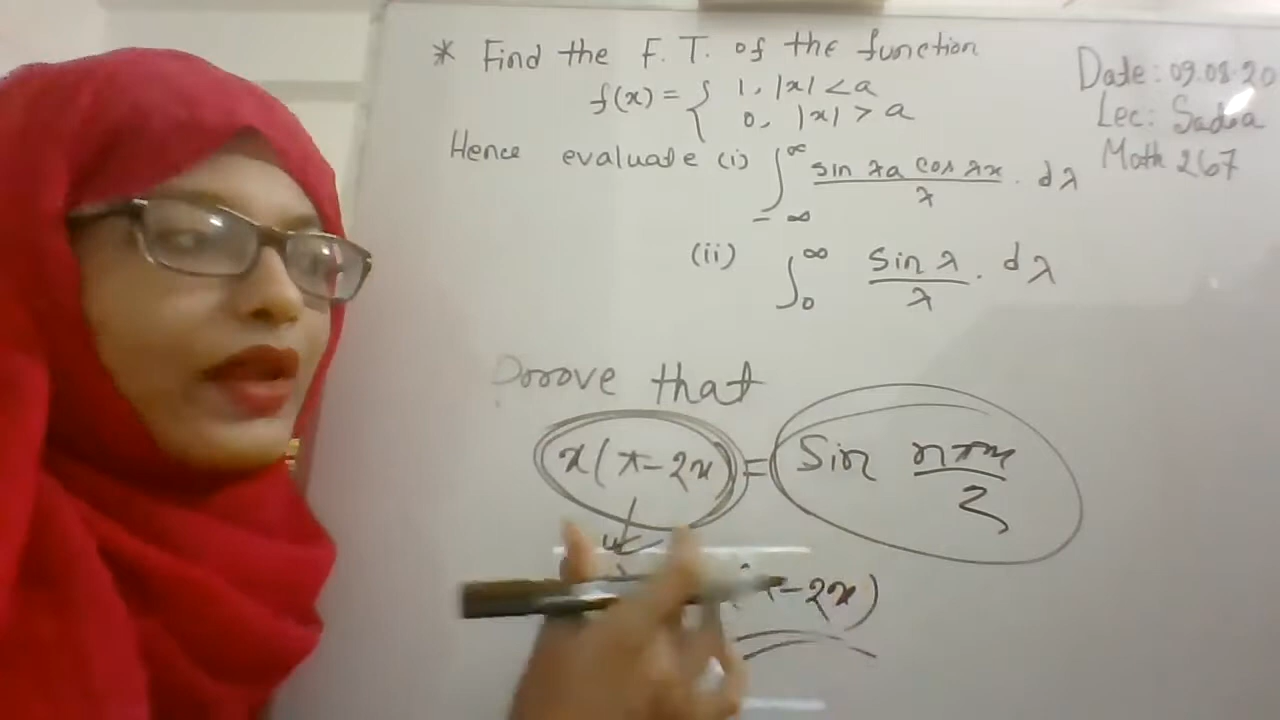 * Find the F. T. of the function
f(x) = { 1, |x| < a
0, |x| > a
Hence evaluate (i) ∫_{-∞}^{∞} sin λa cos λx / λ . dλ
(ii) ∫_0^∞ sin λ / λ . dλ
Date: 09.08.20
Lec: Sadia
Math 267
Proove that
x(π-2x) = Sin nπx / 2
-2x)